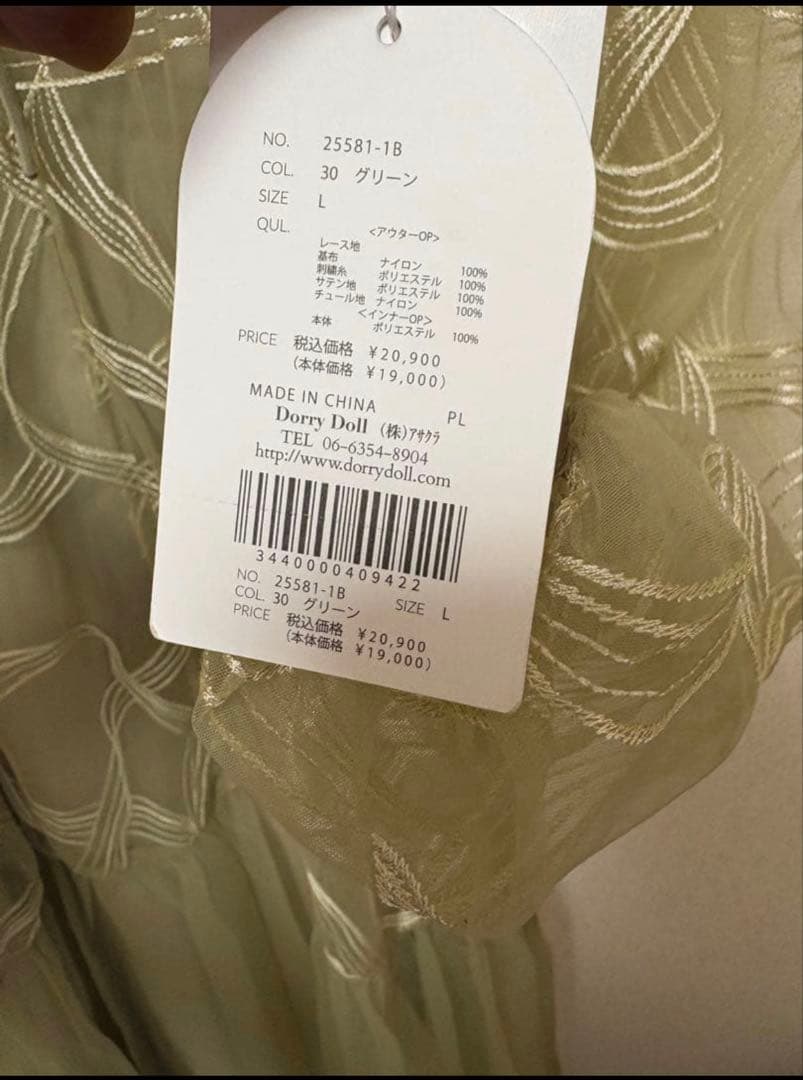 NO. 25581-1B
COL. 30 グリーン
SIZE L
QUL. <アウターOP>
レース地
基布 ナイロン 100%
刺繍糸 ポリエステル 100%
サテン地 ポリエステル 100%
チュール地 ナイロン 100%
<インナーOP>
本体 ポリエステル 100%
PRICE 税込価格 ¥20,900
(本体価格 ¥19,000)
MADE IN CHINA PL
Dorry Doll (株)アサクラ
TEL 06-6354-8904
http://www.dorrydoll.com
3440000409422
NO. 25581-1B
COL. 30 グリーン SIZE L
PRICE 税込価格 ¥20,900
(本体価格 ¥19,000)